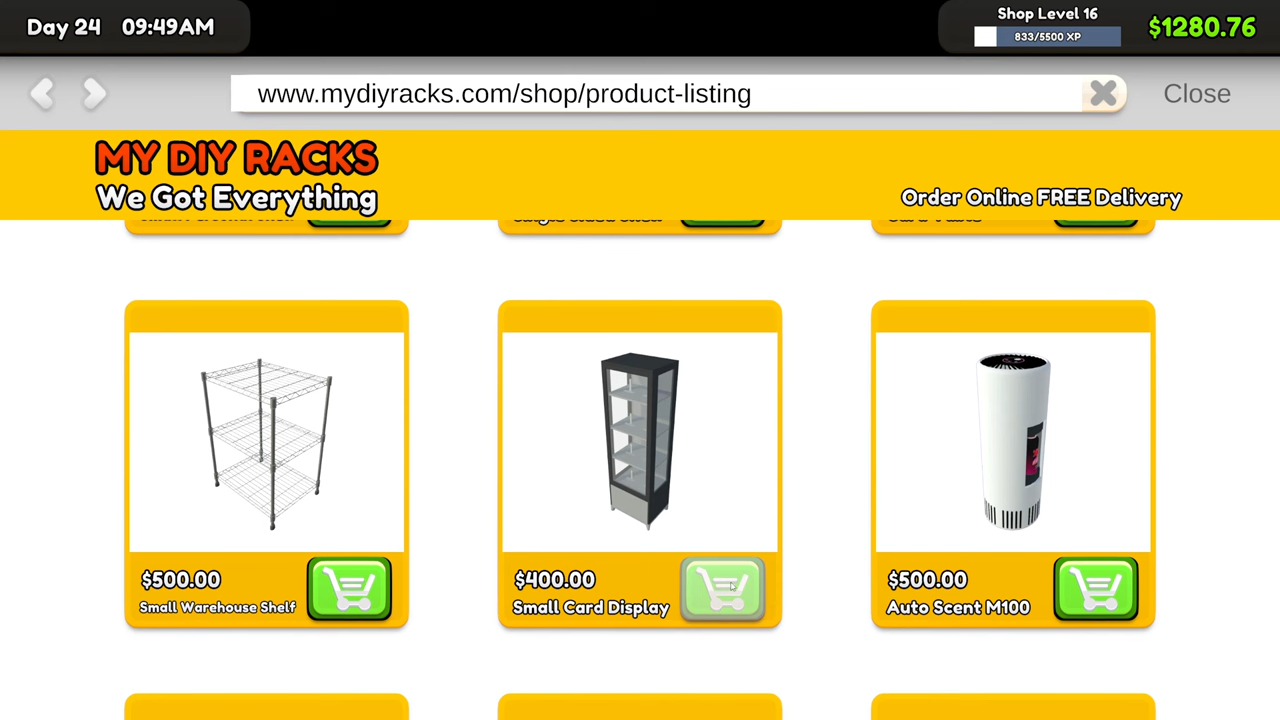 Day 24 09:49AM
Shop Level 16
833/5500 XP
$1280.76
www.mydiyracks.com/shop/product-listing
Close
MY DIY RACKS
We Got Everything
Order Online FREE Delivery
$500.00
Small Warehouse Shelf
$400.00
Small Card Display
$500.00
Auto Scent M100